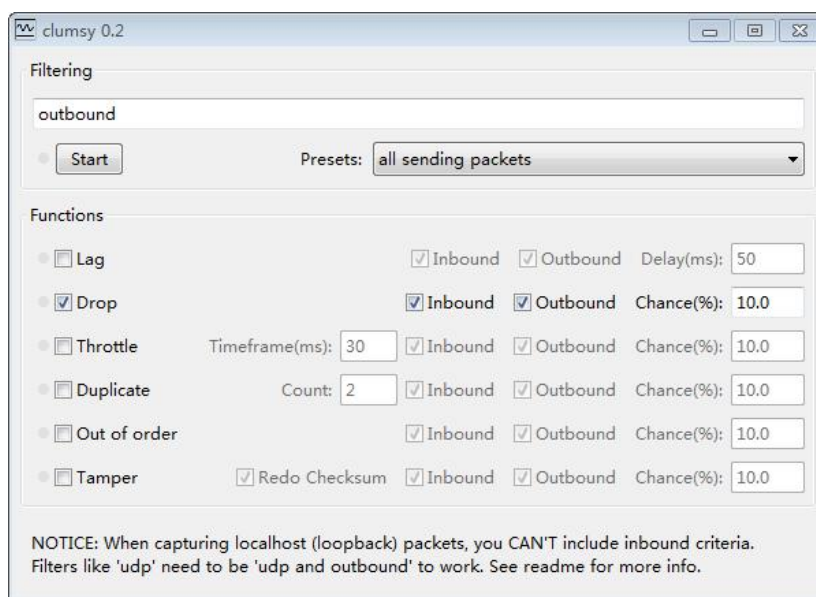 clumsy 0.2
Filtering
outbound
Start Presets: all sending packets
Functions
Lag Inbound Outbound Delay(ms): 50
Drop Inbound Outbound Chance(%): 10.0
Throttle Timeframe(ms): 30 Inbound Outbound Chance(%): 10.0
Duplicate Count: 2 Inbound Outbound Chance(%): 10.0
Out of order Inbound Outbound Chance(%): 10.0
Tamper Redo Checksum Inbound Outbound Chance(%): 10.0
NOTICE: When capturing localhost (loopback) packets, you CAN'T include inbound criteria.
Filters like 'udp' need to be 'udp and outbound' to work. See readme for more info.